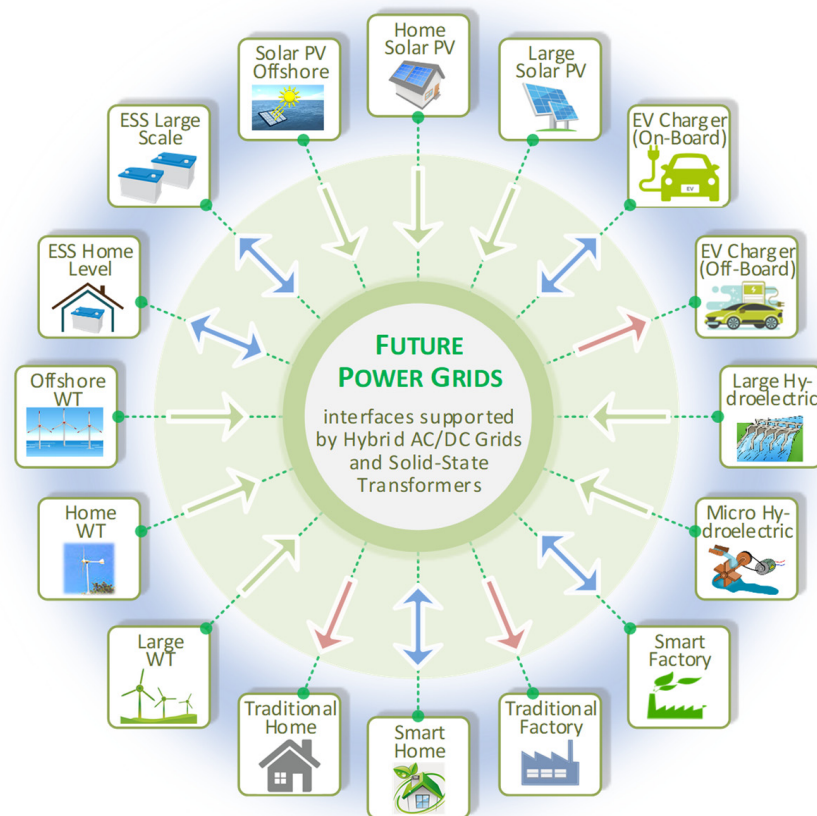 Home
Solar PV
Large
Solar PV
EV Charger
(On-Board)
EV
EV Charger
(Off-Board)
Large Hy-
droelectric
Micro Hy-
droelectric
Smart
Factory
Traditional
Factory
Smart
Home
Traditional
Home
Large
WT
Home
WT
Offshore
WT
ESS Home
Level
ESS Large
Scale
Solar PV
Offshore
FUTURE
POWER GRIDS
interfaces supported
by Hybrid AC/DC Grids
and Solid-State
Transformers